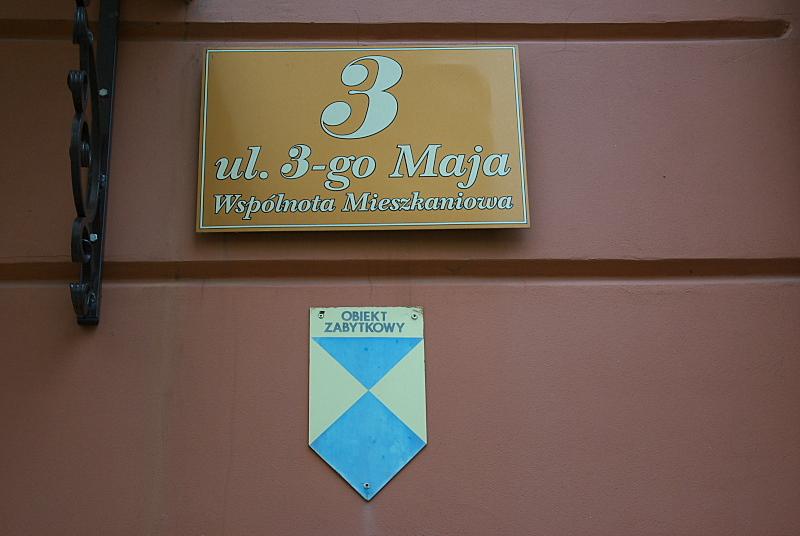 3
ul. 3-go Maja
Wspólnota Mieszkaniowa
OBIEKT
ZABYTKOWY